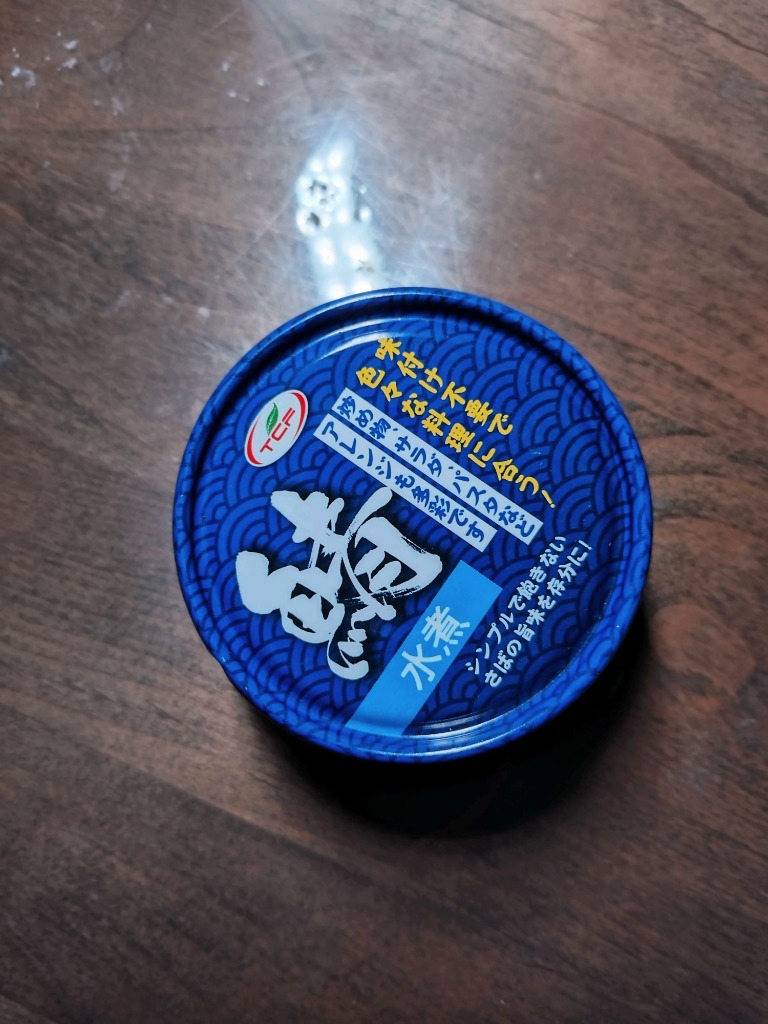 TCF
味付け不要で
色々な料理に合う!
炒め物、サラダ、パスタなど
アレンジも多彩です
鯖
水煮
シンプルで飽きない
さばの旨味を存分に!